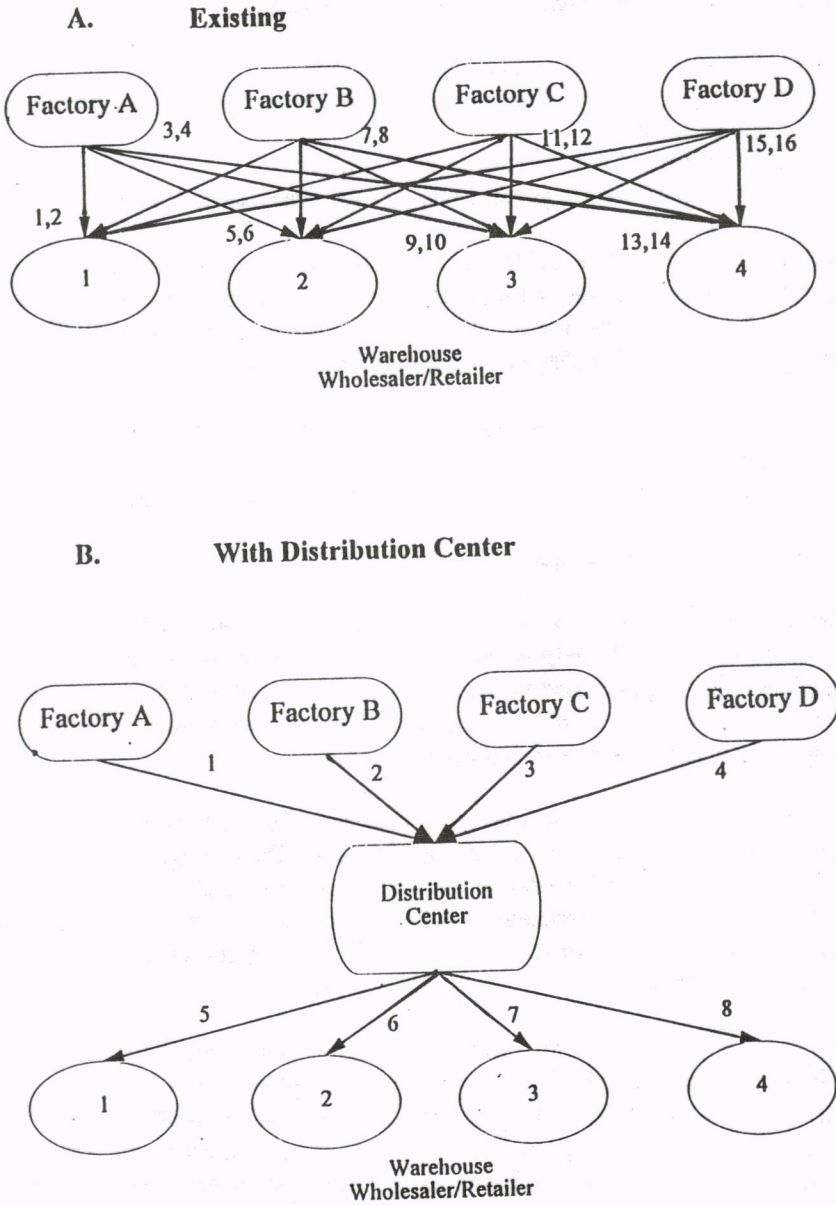 A. Existing
Factory A Factory B Factory C Factory D
3,4 7,8 11,12 15,16
1,2 5,6 9,10 13,14
1 2 3 4
Warehouse
Wholesaler/Retailer
B. With Distribution Center
Factory A Factory B Factory C Factory D
1 2 3 4
Distribution
Center
5 6 7 8
1 2 3 4
Warehouse
Wholesaler/Retailer